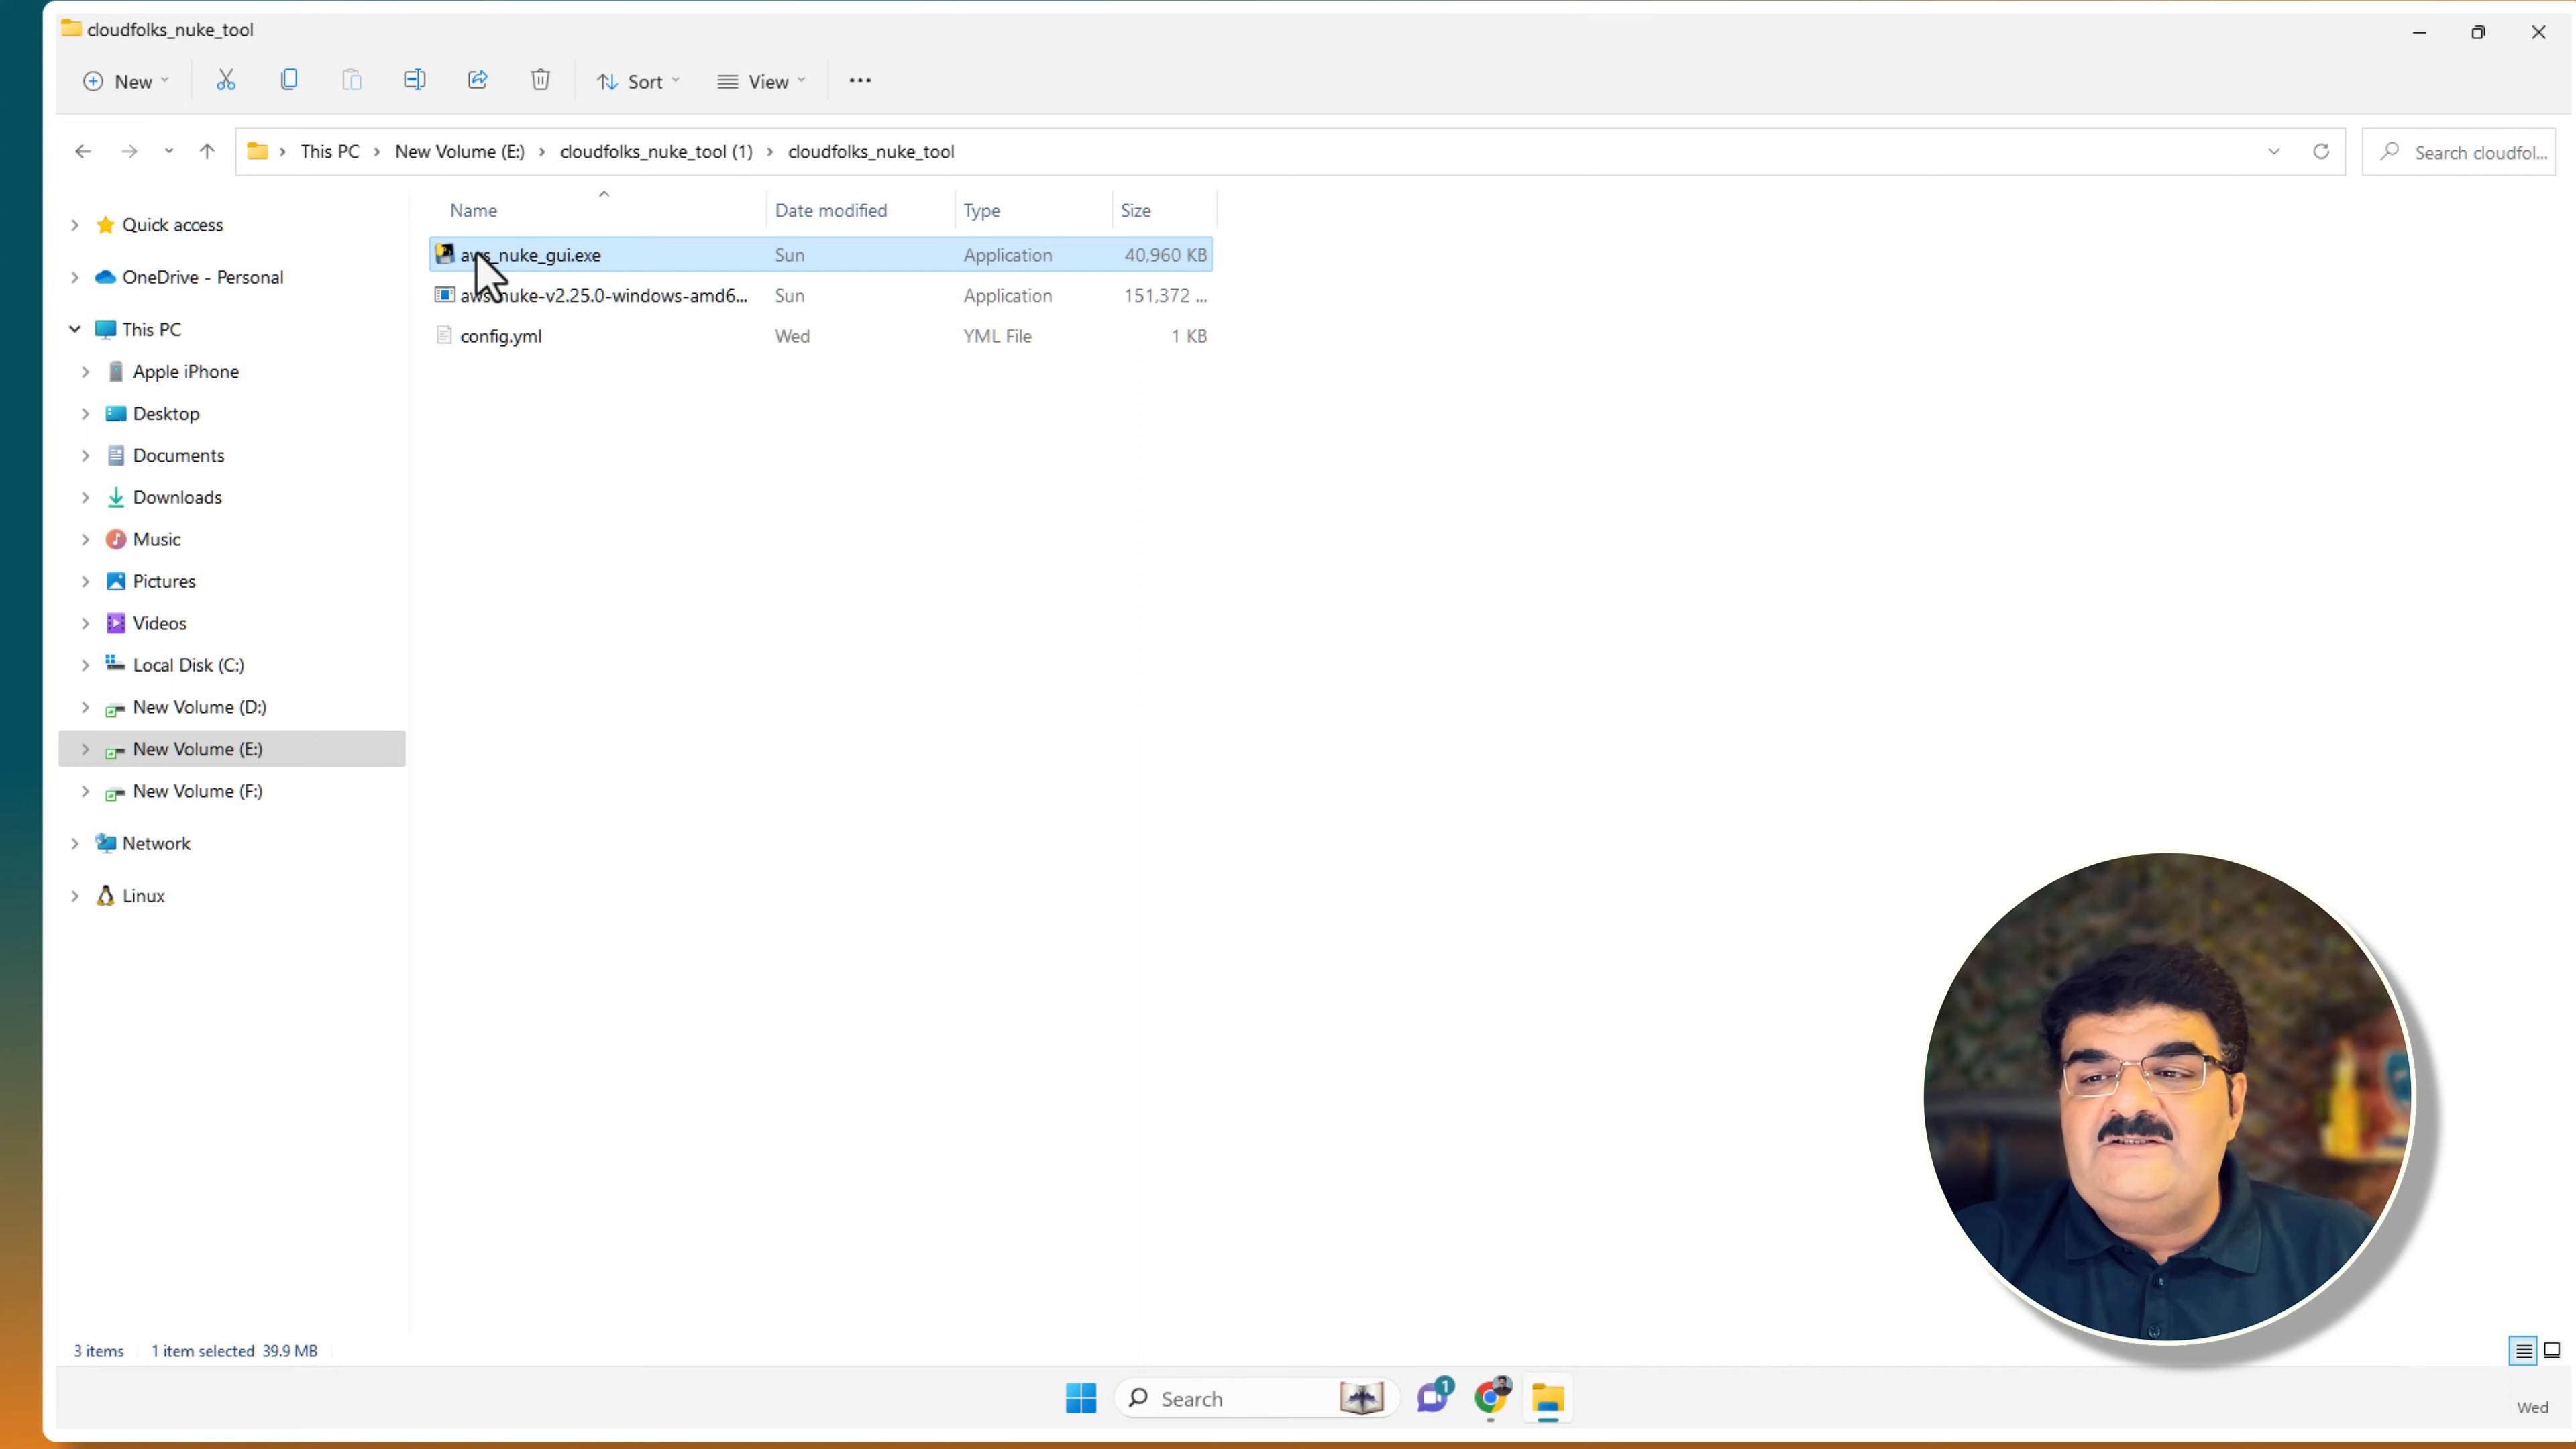 cloudfolks_nuke_tool
New
Sort
View
This PC > New Volume (E:) > cloudfolks_nuke_tool (1) > cloudfolks_nuke_tool
Search cloudfol...
Name Date modified Type Size
aws_nuke_gui.exe Sun Application 40,960 KB
aws-nuke-v2.25.0-windows-amd6... Sun Application 151,372 ...
config.yml Wed YML File 1 KB
Quick access
OneDrive - Personal
This PC
Apple iPhone
Desktop
Documents
Downloads
Music
Pictures
Videos
Local Disk (C:)
New Volume (D:)
New Volume (E:)
New Volume (F:)
Network
Linux
3 items 1 item selected 39.9 MB
Search
1
Wed